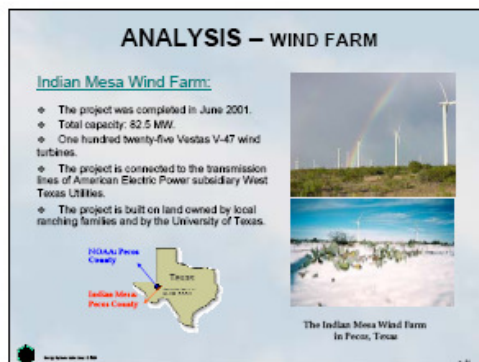 ANALYSIS – WIND FARM
Indian Mesa Wind Farm:
❖ The project was completed in June 2001.
❖ Total capacity: 82.5 MW.
❖ One hundred twenty-five Vestas V-47 wind
turbines.
❖ The project is connected to the transmission
lines of American Electric Power subsidiary West
Texas Utilities.
❖ The project is built on land owned by local
ranching families and by the University of Texas.
NOAA: Pecos
County
Texas
Indian Mesa:
Pecos County
The Indian Mesa Wind Farm
in Pecos, Texas